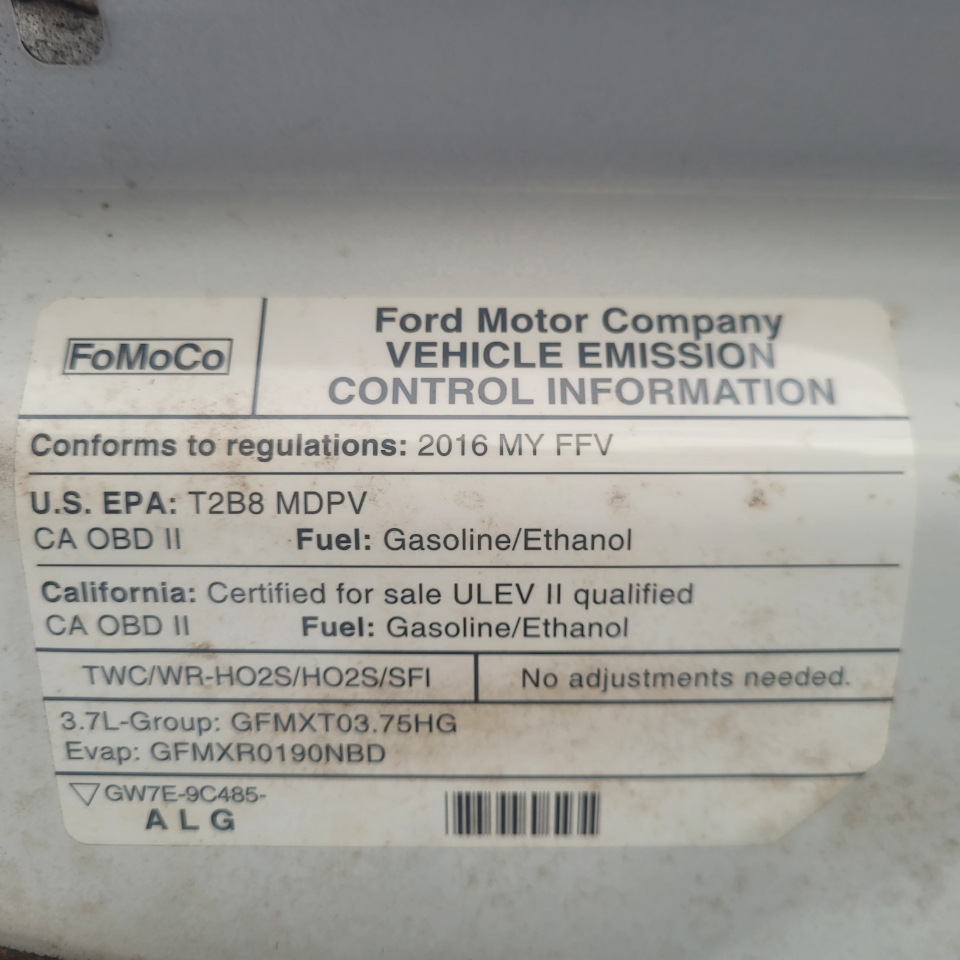 FoMoCo
Ford Motor Company
VEHICLE EMISSION
CONTROL INFORMATION
Conforms to regulations: 2016 MY FFV
U.S. EPA: T2B8 MDPV
CA OBD II Fuel: Gasoline/Ethanol
California: Certified for sale ULEV II qualified
CA OBD II Fuel: Gasoline/Ethanol
TWC/WR-HO2S/HO2S/SFI No adjustments needed.
3.7L-Group: GFMXT03.75HG
Evap: GFMXR0190NBD
▽GW7E-9C485-
A L G